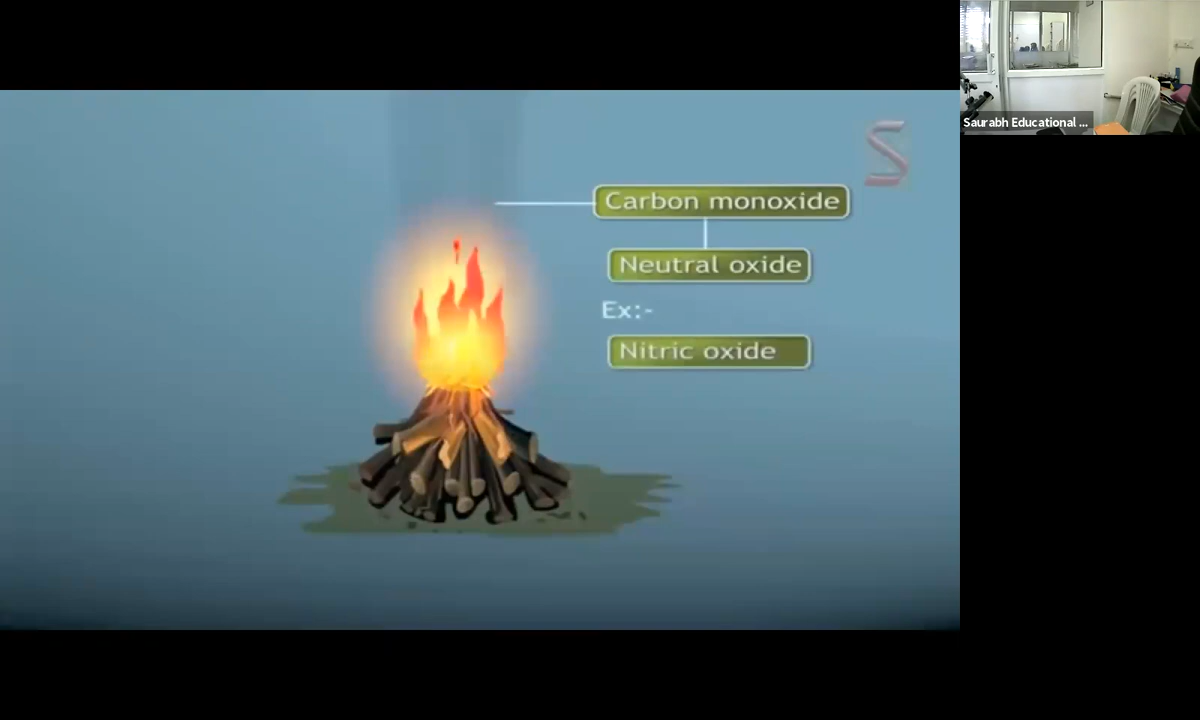 Carbon monoxide
Neutral oxide
Ex:-
Nitric oxide
S
Saurabh Educational ...